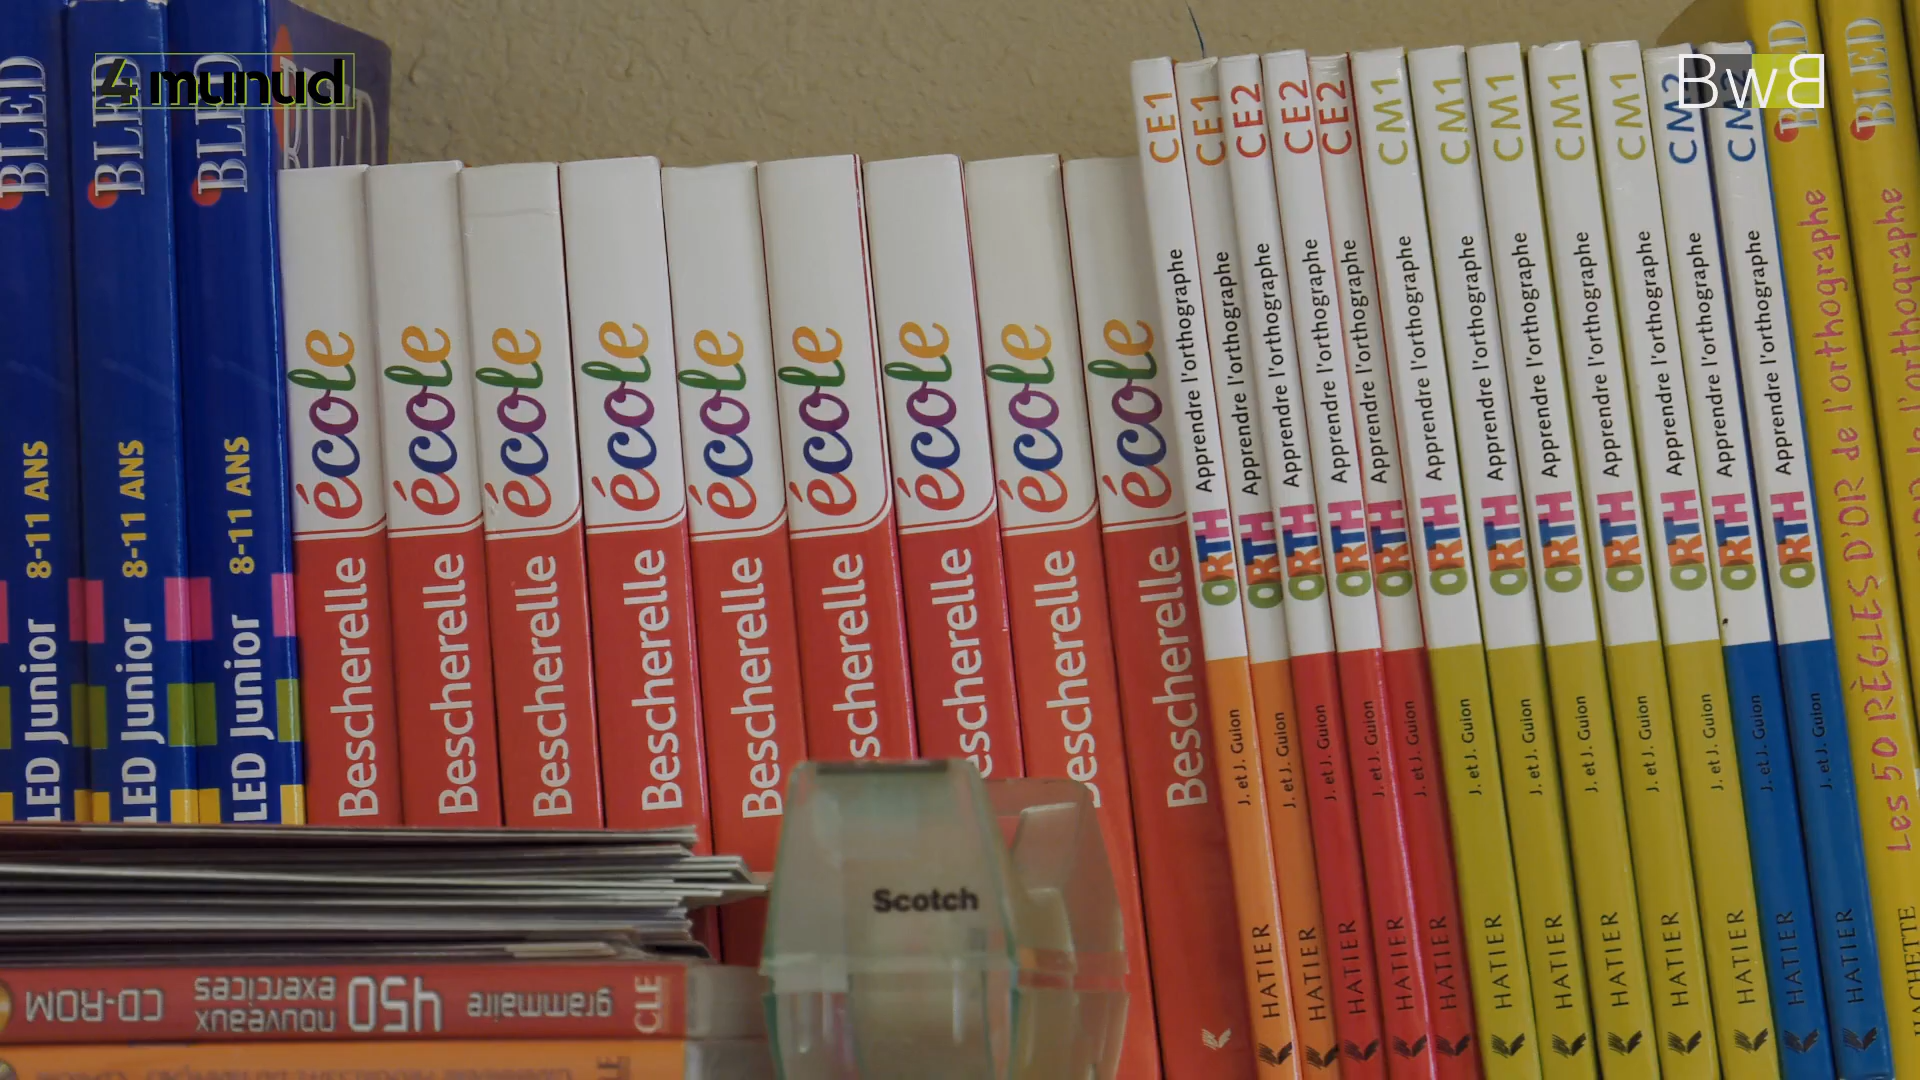 4 munud
BwB
BLED
8-11 ANS
LED Junior
BLED
8-11 ANS
LED Junior
BLED
8-11 ANS
LED Junior
Bescherelle école
Bescherelle école
Bescherelle école
Bescherelle école
Bescherelle école
scherelle école
escherelle école
Bescherelle école
Bescherelle école
HATIER J. et J. Guion ORTH Apprendre l'orthographe CE1
HATIER J. et J. Guion ORTH Apprendre l'orthographe CE1
HATIER J. et J. Guion ORTH Apprendre l'orthographe CE2
HATIER J. et J. Guion ORTH Apprendre l'orthographe CE2
HATIER J. et J. Guion ORTH Apprendre l'orthographe CE2
HATIER J. et J. Guion ORTH Apprendre l'orthographe CM1
HATIER J. et J. Guion ORTH Apprendre l'orthographe CM1
HATIER J. et J. Guion ORTH Apprendre l'orthographe CM1
HATIER J. et J. Guion ORTH Apprendre l'orthographe CM1
HATIER J. et J. Guion ORTH Apprendre l'orthographe CM1
HATIER J. et J. Guion ORTH Apprendre l'orthographe CM2
HATIER J. et J. Guion ORTH Apprendre l'orthographe CM2
Les 50 RÈGLES D'OR de l'orthographe BLED
HACHETTE
l'orthographe BLED
Scotch
CLE
grammaire
450 nouveaux
exercices
CD-ROM